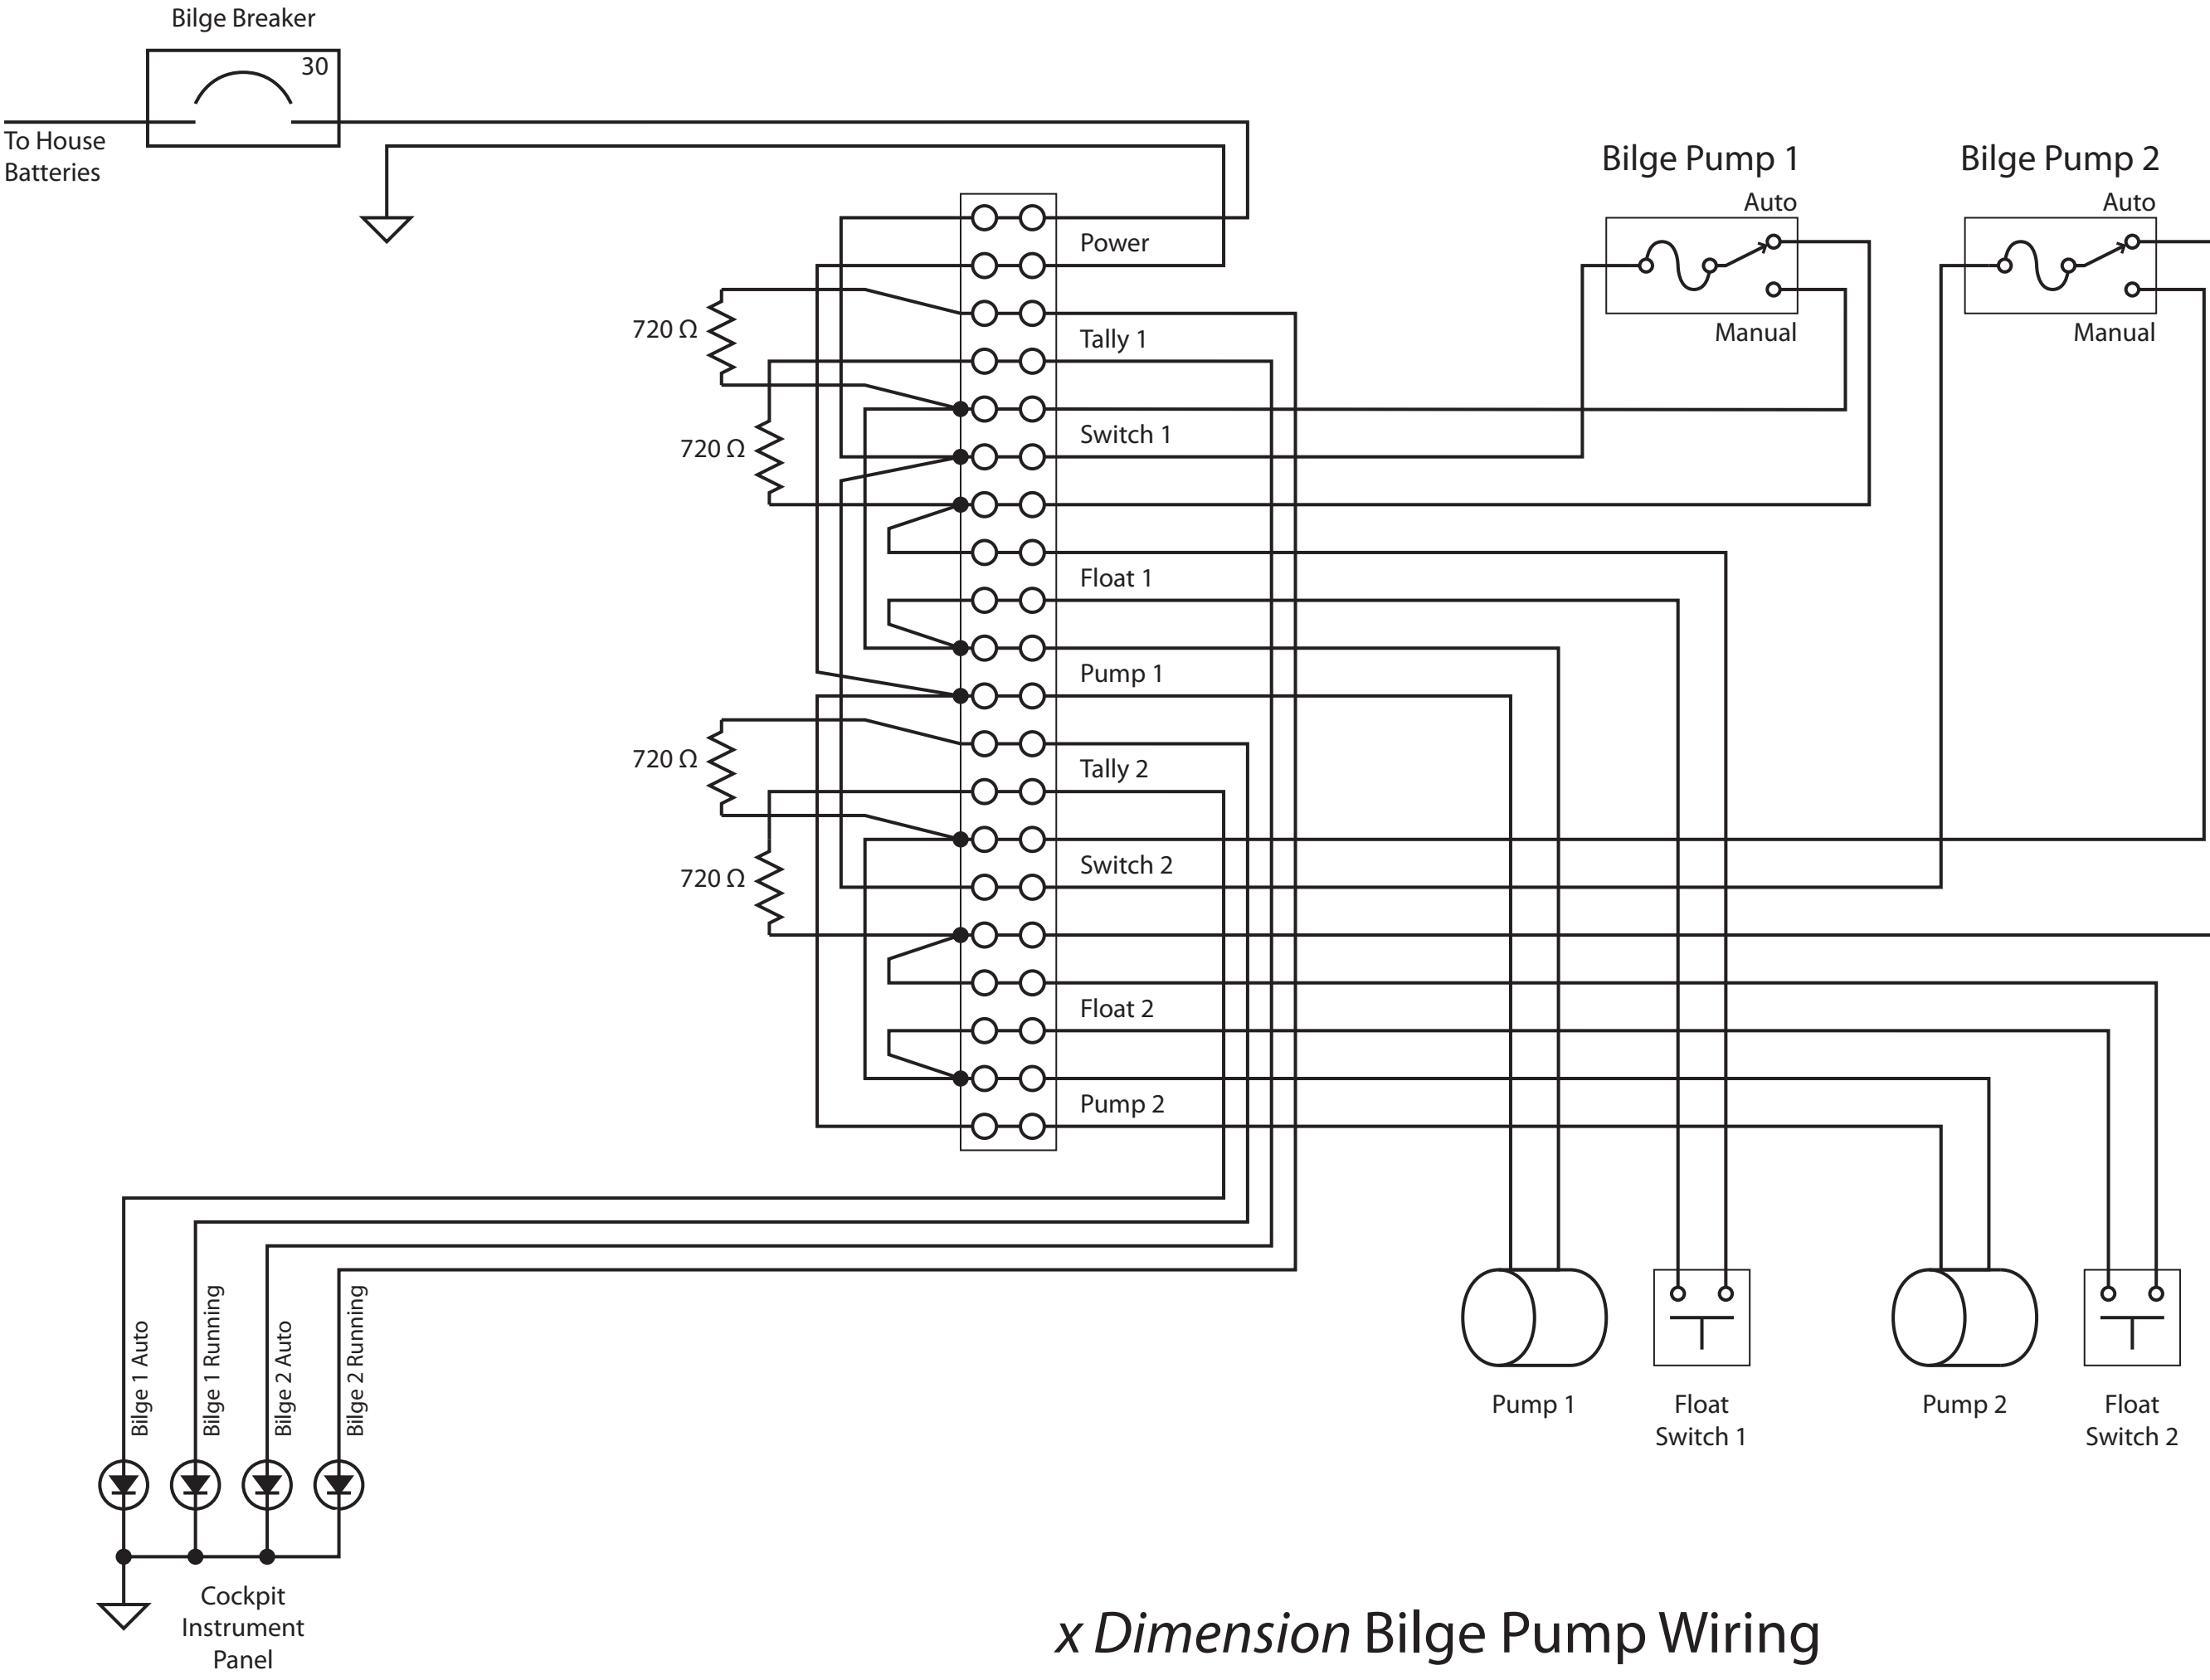 Bilge Breaker
30
To House
Batteries
Bilge Pump 1
Auto
Manual
Bilge Pump 2
Auto
Manual
Power
720 Ω
Tally 1
720 Ω
Switch 1
Float 1
Pump 1
720 Ω
Tally 2
720 Ω
Switch 2
Float 2
Pump 2
Bilge 1 Auto
Bilge 1 Running
Bilge 2 Auto
Bilge 2 Running
Pump 1
Float
Switch 1
Pump 2
Float
Switch 2
Cockpit
Instrument
Panel
x Dimension Bilge Pump Wiring